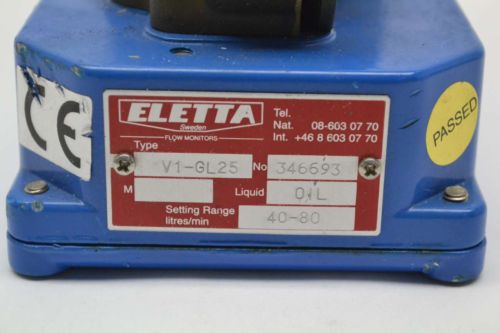 CE
ELETTA
Sweden
FLOW MONITORS
Tel.
Nat. 08-603 07 70
Int. +46 8 603 07 70
Type V1-GL25 No 346693
M Liquid OIL
Setting Range
litres/min 40-80
PASSED